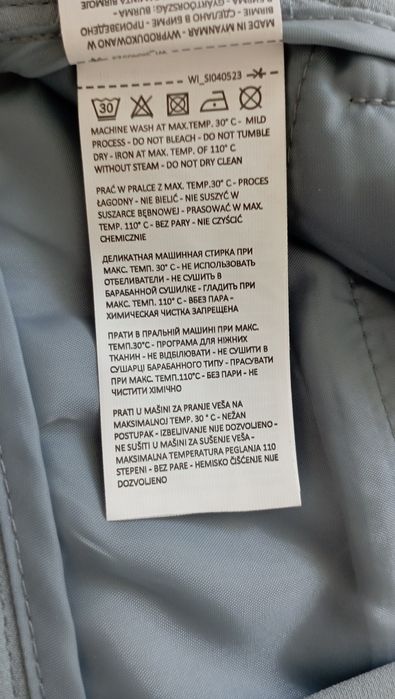 MADE IN MYANMAR - WYPRODUKOWANO W
BIRMIE - СДЕЛАНО В БИРМЕ - ПРОИЗВЕДЕНО
WI_SI040523
30
MACHINE WASH AT MAX.TEMP. 30° C - MILD
PROCESS - DO NOT BLEACH - DO NOT TUMBLE
DRY - IRON AT MAX. TEMP. OF 110° C
WITHOUT STEAM - DO NOT DRY CLEAN
PRAĆ W PRALCE Z MAX. TEMP.30°C - PROCES
ŁAGODNY - NIE BIELIĆ - NIE SUSZYĆ W
SUSZARCE BĘBNOWEJ - PRASOWAĆ W MAX.
TEMP. 110° C - BEZ PARY - NIE CZYŚCIĆ
CHEMICZNIE
ДЕЛИКАТНАЯ МАШИННАЯ СТИРКА ПРИ
МАКС. ТЕМП. 30° C - НЕ ИСПОЛЬЗОВАТЬ
ОТБЕЛИВАТЕЛИ - НЕ СУШИТЬ В
БАРАБАННОЙ СУШИЛКЕ - ГЛАДИТЬ ПРИ
МАКС. ТЕМП. 110° C - ВБЕЗ ПАРА -
ХИМИЧЕСКАЯ ЧИСТКА ЗАПРЕЩЕНА
ПРАТИ В ПРАЛЬНІЙ МАШИНІ ПРИ МАКС.
ТЕМП.30°C - ПРОГРАМА ДЛЯ НІЖНИХ
ТКАНИН - НЕ ВІДБІЛЮВАТИ - НЕ СУШИТИ В
СУШАРЦІ БАРАБАННОГО ТИПУ - ПРАСУВАТИ
ПРИ МАКС. ТЕМП.110°C - БЕЗ ПАРИ - НЕ
ЧИСТИТИ ХІМІЧНО
PRATI U MAŠINI ZA PRANJE VEŠA NA
MAKSIMALNOJ TEMP. 30 ° C - NEŽAN
POSTUPAK - IZBELJIVANJE NIJE DOZVOLJENO -
NE SUŠITI U MAŠINI ZA SUŠENJE VEŠA -
MAKSIMALNA TEMPERATURA PEGLANJA 110
STEPENI - BEZ PARE - HEMISKO ČIŠĆENJE NIJE
DOZVOLJENO